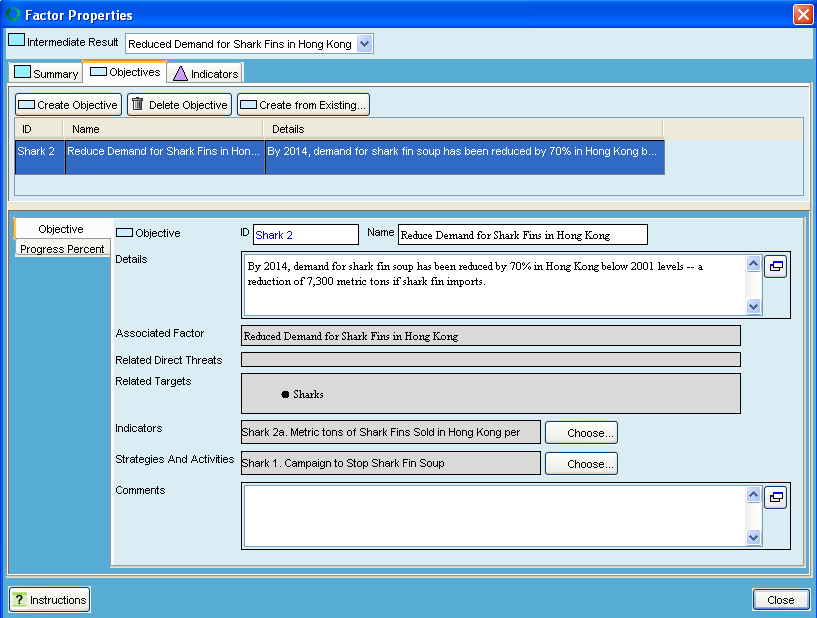 Factor Properties
Intermediate Result Reduced Demand for Shark Fins in Hong Kong
Summary Objectives Indicators
Create Objective Delete Objective Create from Existing...
ID Name Details
Shark 2 Reduce Demand for Shark Fins in Hon... By 2014, demand for shark fin soup has been reduced by 70% in Hong Kong b...
Objective
Progress Percent
Objective ID Shark 2 Name Reduce Demand for Shark Fins in Hong Kong
Details By 2014, demand for shark fin soup has been reduced by 70% in Hong Kong below 2001 levels -- a
reduction of 7,300 metric tons if shark fin imports.
Associated Factor Reduced Demand for Shark Fins in Hong Kong
Related Direct Threats
Related Targets
● Sharks
Indicators Shark 2a. Metric tons of Shark Fins Sold in Hong Kong per Choose...
Strategies And Activities Shark 1. Campaign to Stop Shark Fin Soup Choose...
Comments
? Instructions Close